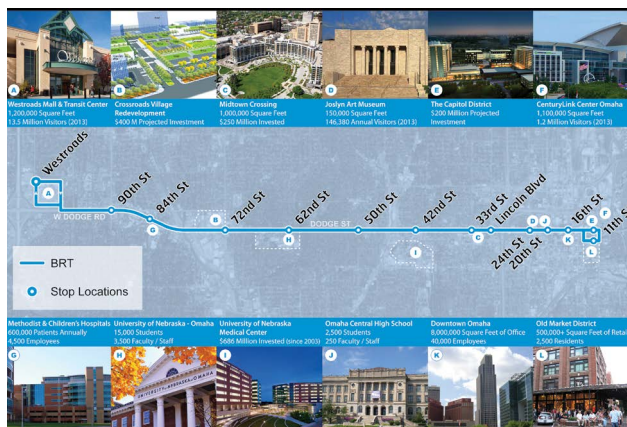 A
Westroads Mall & Transit Center
1,200,000 Square Feet
13.5 Million Visitors (2013)
B
Crossroads Village
Redevelopment
$400 M Projected Investment
C
Midtown Crossing
1,000,000 Square Feet
$250 Million Invested
D
Joslyn Art Museum
150,000 Square Feet
146,380 Annual Visitors (2013)
E
The Capitol District
$200 Million Projected
Investment
F
CenturyLink Center Omaha
1,100,000 Square Feet
1.2 Million Visitors (2013)
Westroads
90th St
84th St
72nd St
62nd St
50th St
42nd St
33rd St
Lincoln Blvd
24th St
20th St
16th St
11th St
W DODGE RD
DODGE ST
A
G
B
H
I
C
D
J
K
E
F
L
BRT
Stop Locations
Methodist & Children's Hospitals
600,000 Patients Annually
4,500 Employees
G
University of Nebraska - Omaha
15,000 Students
3,500 Faculty / Staff
H
UNIVERSITY OF NEBRASKA OMAHA
University of Nebraska
Medical Center
$686 Million Invested (since 2003)
I
Omaha Central High School
2,500 Students
250 Faculty / Staff
J
Downtown Omaha
8,000,000 Square Feet of Office
40,000 Employees
K
Old Market District
500,000+ Square Feet of Retail
2,500 Residents
L